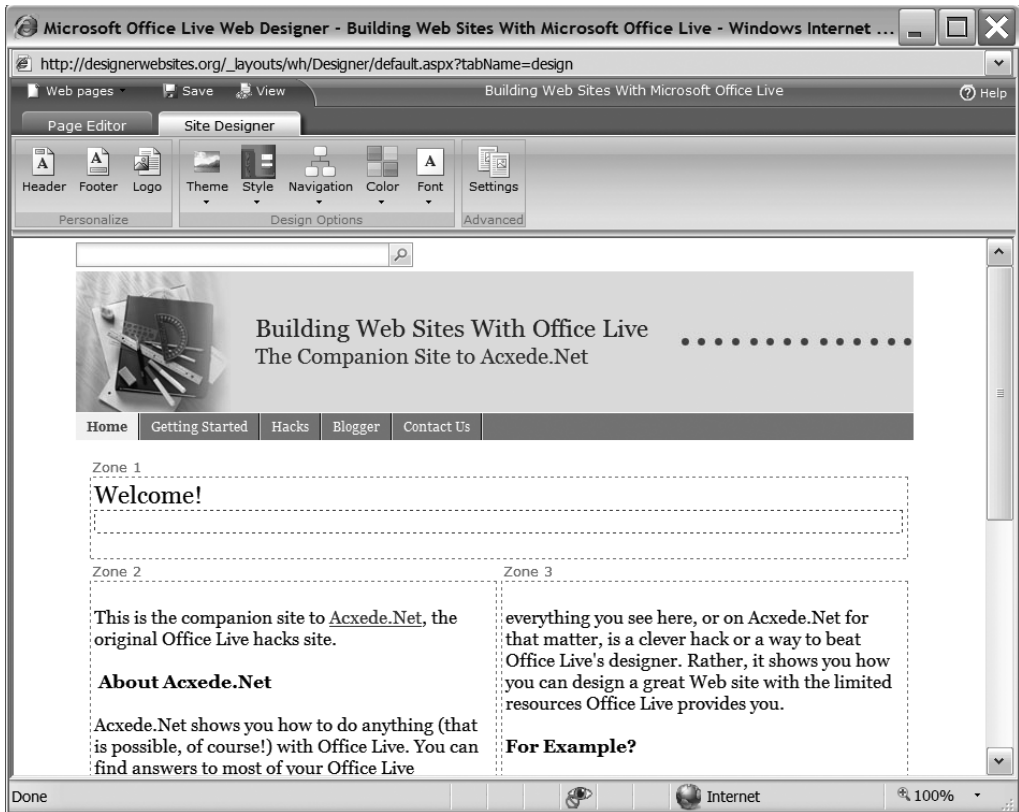 Microsoft Office Live Web Designer - Building Web Sites With Microsoft Office Live - Windows Internet ...
http://designerwebsites.org/_layouts/wh/Designer/default.aspx?tabName=design
Web pages Save View Building Web Sites With Microsoft Office Live Help
Page Editor Site Designer
Header Footer Logo Theme Style Navigation Color Font Settings
Personalize Design Options Advanced
Building Web Sites With Office Live
The Companion Site to Acxede.Net
Home Getting Started Hacks Blogger Contact Us
Zone 1
Welcome!
Zone 2
This is the companion site to Acxede.Net, the
original Office Live hacks site.
About Acxede.Net
Acxede.Net shows you how to do anything (that
is possible, of course!) with Office Live. You can
find answers to most of your Office Live
Zone 3
everything you see here, or on Acxede.Net for
that matter, is a clever hack or a way to beat
Office Live's designer. Rather, it shows you how
you can design a great Web site with the limited
resources Office Live provides you.
For Example?
Done Internet 100%